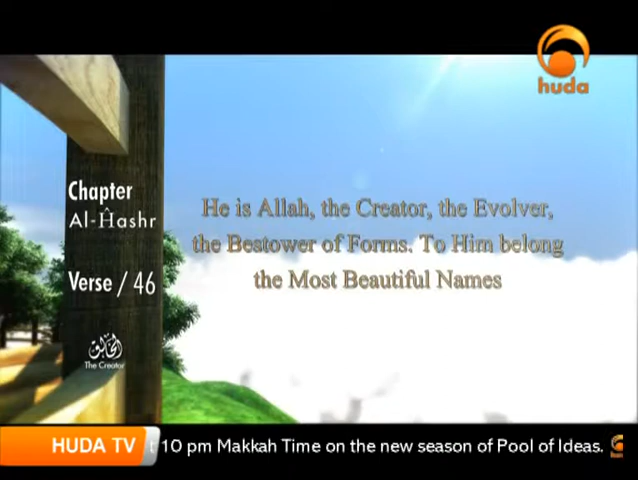 huda
Chapter
Al-Ĥashr
Verse / 46
الخالق
The Creator
He is Allah, the Creator, the Evolver,
the Bestower of Forms. To Him belong
the Most Beautiful Names
HUDA TV
t 10 pm Makkah Time on the new season of Pool of Ideas.